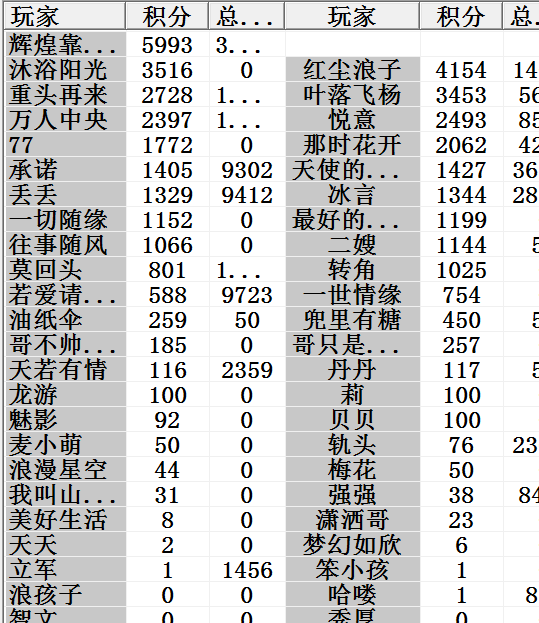 玩家 积分 总... 玩家 积分 总...
辉煌靠... 5993 3...
沐浴阳光 3516 0 红尘浪子 4154 14
重头再来 2728 1... 叶落飞杨 3453 56
万人中央 2397 1... 悦意 2493 85
77 1772 0 那时花开 2062 42
承诺 1405 9302 天使的... 1427 36
丢丢 1329 9412 冰言 1344 28
一切随缘 1152 0 最好的... 1199
往事随风 1066 0 二嫂 1144 5
莫回头 801 1... 转角 1025
若爱请... 588 9723 一世情缘 754
油纸伞 259 50 兜里有糖 450 5
哥不帅... 185 0 哥只是... 257
天若有情 116 2359 丹丹 117 5
龙游 100 0 莉 100
魅影 92 0 贝贝 100
麦小萌 50 0 轨头 76 23
浪漫星空 44 0 梅花 50
我叫山... 31 0 强强 38 84
美好生活 8 0 潇洒哥 23
天天 2 0 梦幻如欣 6
立军 1 1456 笨小孩 1
浪孩子 0 0 哈喽 1 8
智文 0 0 秃厚 0